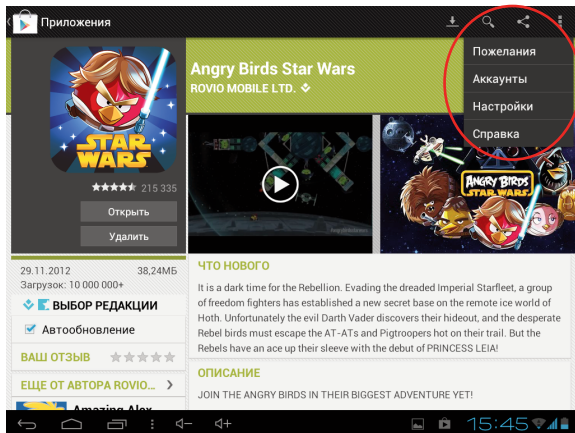 Приложения
Пожелания
Аккаунты
Настройки
Справка
Angry Birds Star Wars
ROVIO MOBILE LTD.
STAR
WARS
215 335
Открыть
Удалить
ANGRY BIRDS
STAR WARS
29.11.2012 38,24МБ
Загрузок: 10 000 000+
ВЫБОР РЕДАКЦИИ
Автообновление
ВАШ ОТЗЫВ
ЕЩЕ ОТ АВТОРА ROVIO...
Amazing Alex
ЧТО НОВОГО
It is a dark time for the Rebellion. Evading the dreaded Imperial Starfleet, a group
of freedom fighters has established a new secret base on the remote ice world of
Hoth. Unfortunately the evil Darth Vader discovers their hideout, and the desperate
Rebel birds must escape the AT-ATs and Pigtroopers hot on their trail. But the
Rebels have an ace up their sleeve with the debut of PRINCESS LEIA!
ОПИСАНИЕ
JOIN THE ANGRY BIRDS IN THEIR BIGGEST ADVENTURE YET!
15:45